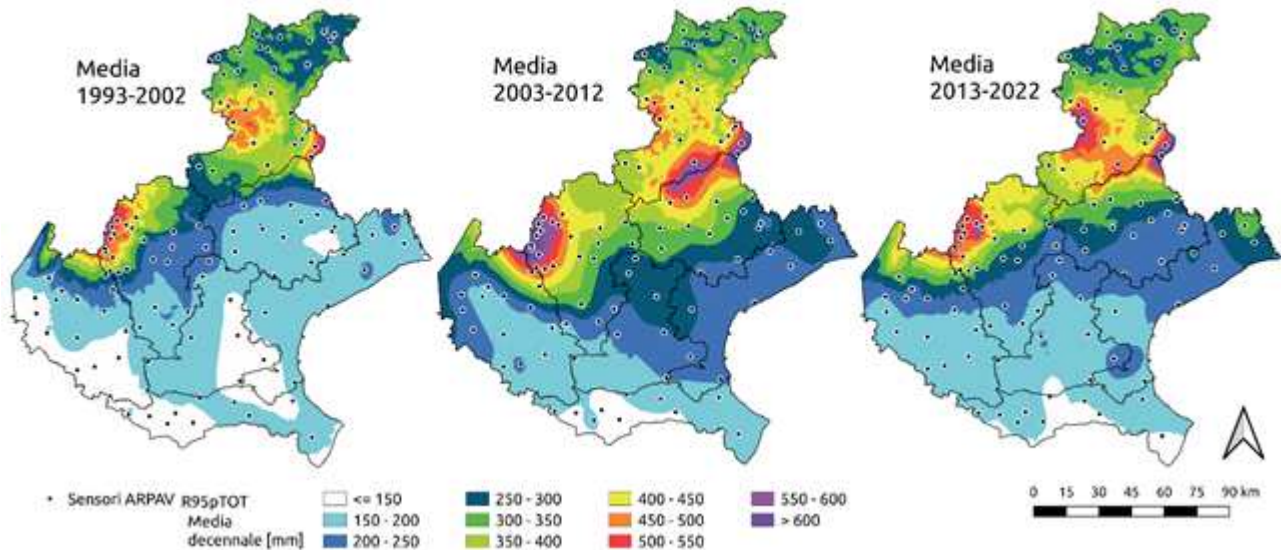 Media
1993-2002
Media
2003-2012
Media
2013-2022
Sensori ARPAV
R95pTOT
Media
decennale [mm]
<= 150
150 - 200
200 - 250
250 - 300
300 - 350
350 - 400
400 - 450
450 - 500
500 - 550
550 - 600
> 600
0 15 30 45 60 75 90 km